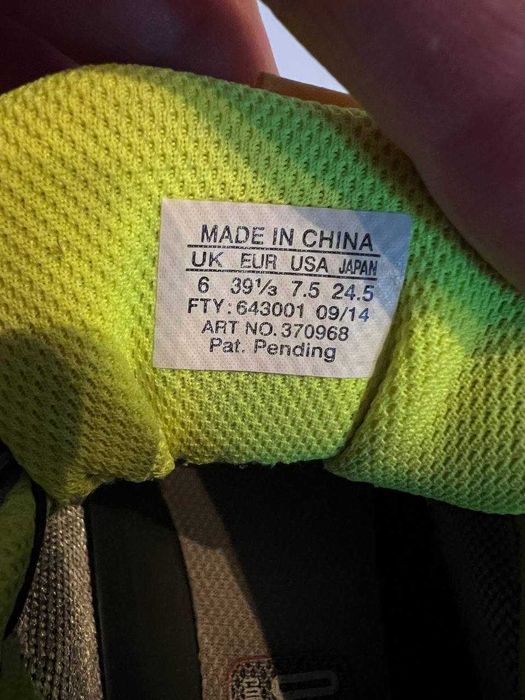 MADE IN CHINA
UK EUR USA JAPAN
6 39⅓ 7.5 24.5
FTY: 643001 09/14
ART NO. 370968
Pat. Pending